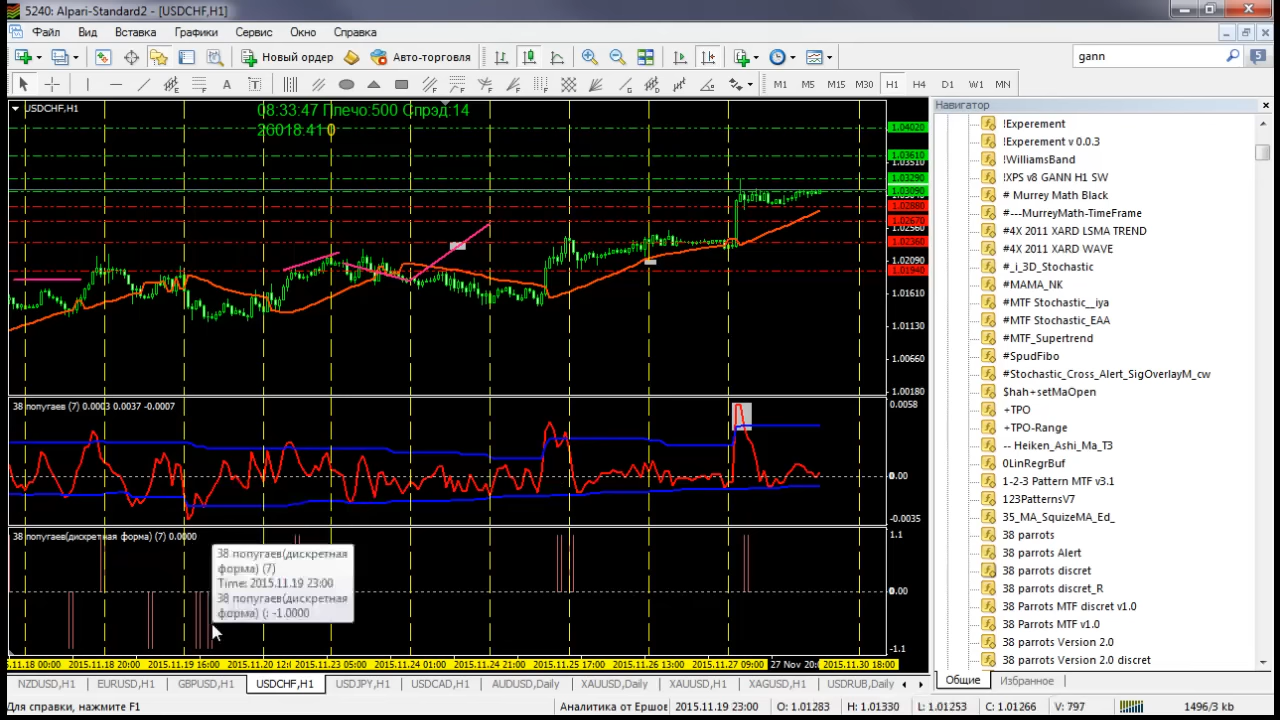 5240: Alpari-Standard2 - [USDCHF,H1]
Файл Вид Вставка Графики Сервис Окно Справка
Новый ордер Авто-торговля gann 5
A T M1 M5 M15 M30 H1 H4 D1 W1 MN
USDCHF,H1
08:33:47 Плечо:500 Спрэд:14
26018.41 0
1.04020
1.03610
1.03510
1.03290
1.03090
1.02880
1.02670
1.02560
1.02360
1.02090
1.01940
1.01610
1.01130
1.00660
1.00180
38 попугаев (7) 0.0003 0.0037 -0.0007
0.0058
0.00
-0.0035
38 попугаев(дискретная форма) (7) 0.0000
1.1
0.00
-1.1
38 попугаев(дискретная
форма) (7)
Time: 2015.11.19 23:00
38 попугаев(дискретная
форма) (: -1.0000
2015.11.18 20:00 2015.11.19 16:00 2015.11.23 05:00 2015.11.24 01:00 2015.11.24 21:00 2015.11.25 17:00 2015.11.26 13:00 2015.11.27 09:00 27 Nov 20:0 2015.11.30 18:00
NZDUSD,H1 EURUSD,H1 GBPUSD,H1 USDCHF,H1 USDJPY,H1 USDCAD,H1 AUDUSD,Daily XAUUSD,Daily XAUUSD,H1 XAGUSD,H1 USDRUB,Daily
Навигатор
!Experement
!Experement v 0.0.3
!WilliamsBand
!XPS v8 GANN H1 SW
# Murrey Math Black
#---MurreyMath-TimeFrame
#4X 2011 XARD LSMA TREND
#4X 2011 XARD WAVE
#_i_3D_Stochastic
#MAMA_NK
#MTF Stochastic__iya
#MTF Stochastic_EAA
#MTF_Supertrend
#SpudFibo
#Stochastic_Cross_Alert_SigOverlayM_cw
$hah+setMaOpen
+TPO
+TPO-Range
-- Heiken_Ashi_Ma_T3
0LinRegrBuf
1-2-3 Pattern MTF v3.1
123PatternsV7
35_MA_SquizeMA_Ed_
38 parrots
38 parrots Alert
38 parrots discret
38 parrots discret_R
38 Parrots MTF discret v1.0
38 Parrots MTF v1.0
38 parrots Version 2.0
38 parrots Version 2.0 discret
Общие Избранное
Для справки, нажмите F1 Аналитика от Ершов 2015.11.19 23:00 O: 1.01283 H: 1.01330 L: 1.01253 C: 1.01266 V: 797 1496/3 kb